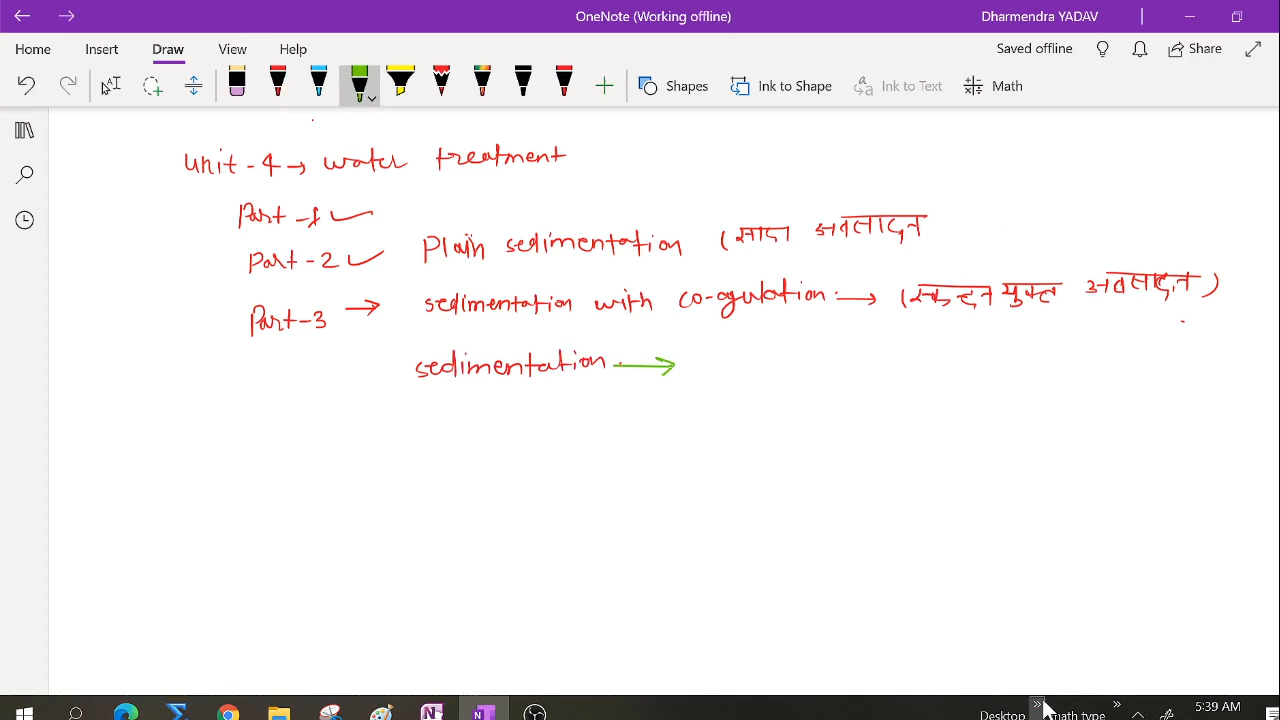 OneNote (Working offline)
Dharmendra YADAV
Home Insert Draw View Help
Saved offline
Share
Shapes
Ink to Shape
Ink to Text
Math
Unit - 4 → water treatment
Part - 1 ✓
Part - 2 ✓ Plain sedimentation (सादा अवसादन
Part - 3 → sedimentation with co-agulation → (स्कंदन युक्त अवसादन)
sedimentation →
Desktop » math type » 5:39 AM